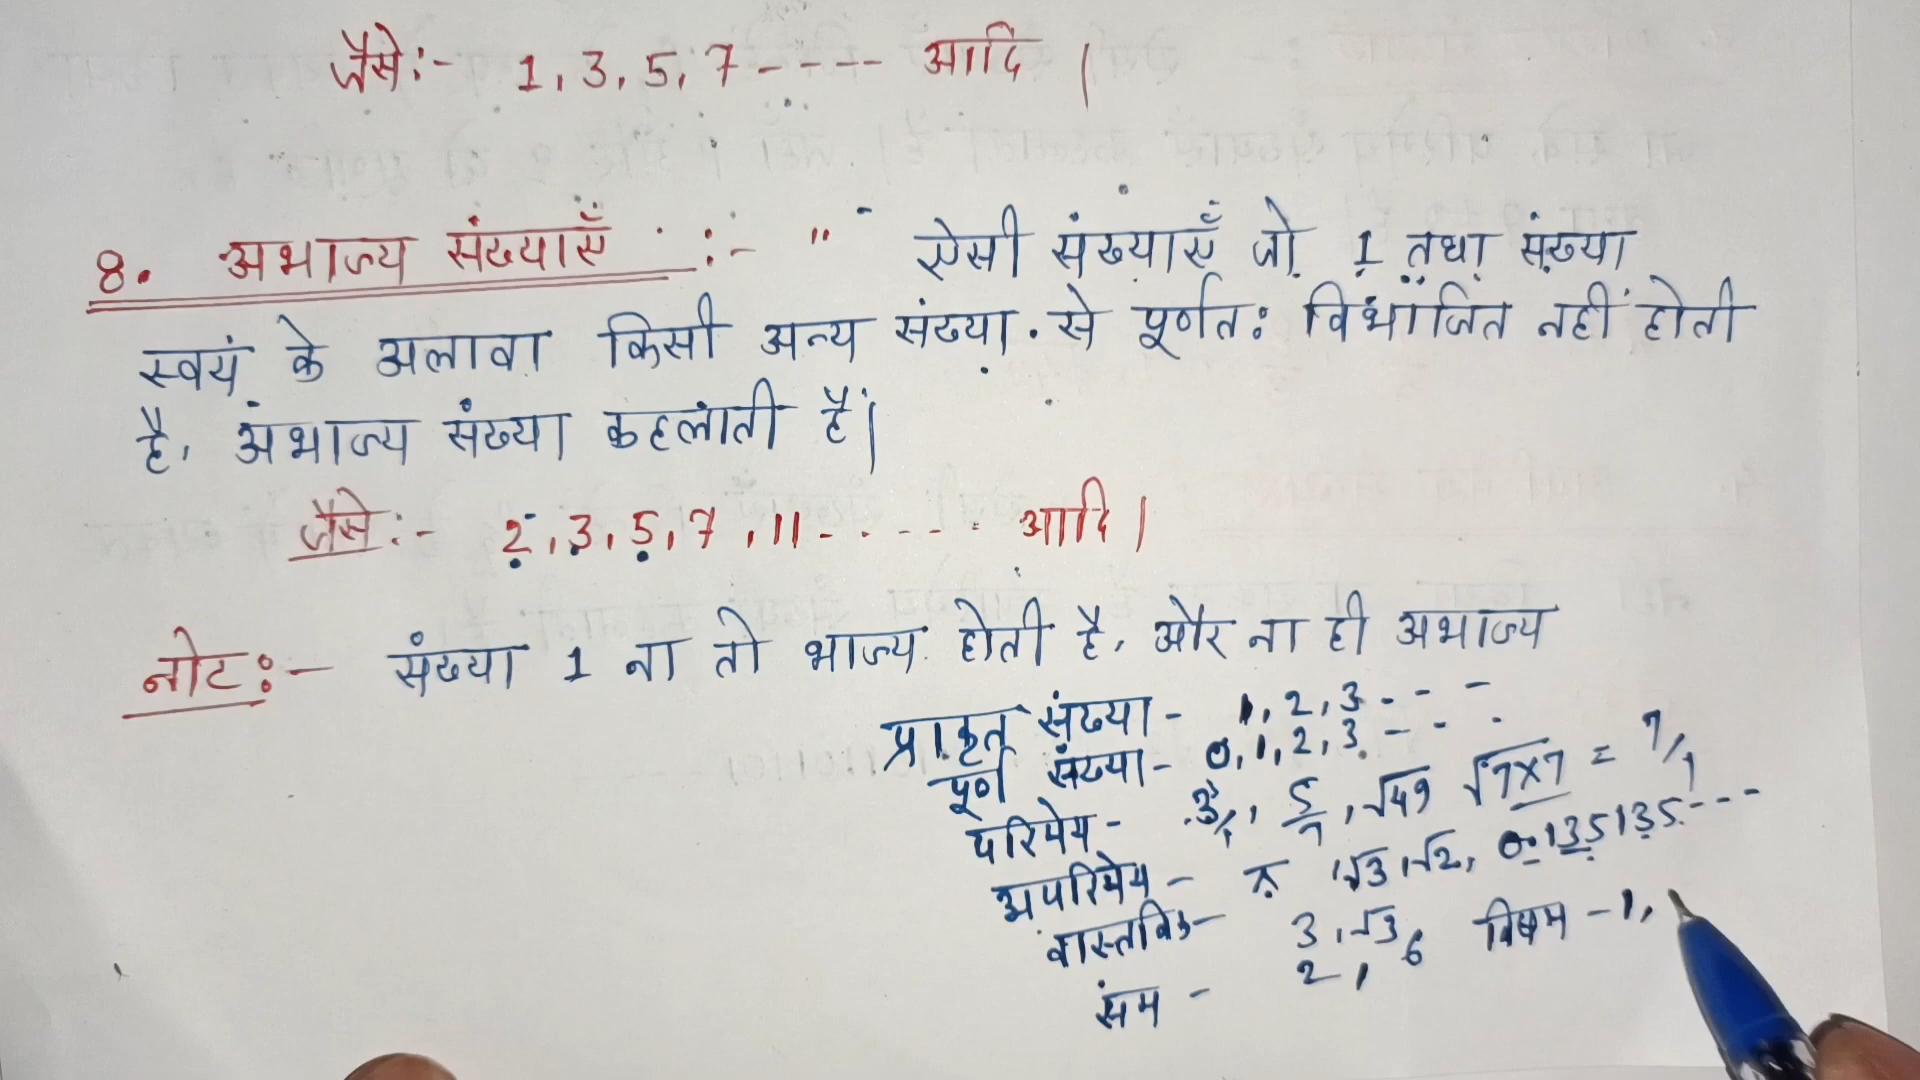 जैसे:- 1, 3, 5, 7 ---- आदि |
8. अभाज्य संख्याएँ :- " ऐसी संख्याएँ जो 1 तथा संख्या
स्वयं के अलावा किसी अन्य संख्या से पूर्णत: विभाजित नहीं होती
है, अभाज्य संख्या कहलाती है|
जैसे:- 2, 3, 5, 7, 11 ------ आदि |
नोट:- संख्या 1 ना तो भाज्य होती है, और ना ही अभाज्य
प्राकृत संख्या - 1, 2, 3 - - -
पूर्ण संख्या - 0, 1, 2, 3 - - -
परिमेय - 3/1, 5/7, √49 √7×7 = 7/1
अपरिमेय - π, √3, √2, 0.135135---
वास्तविक- 3, √3
सम - 2, 6 विषम - 1,